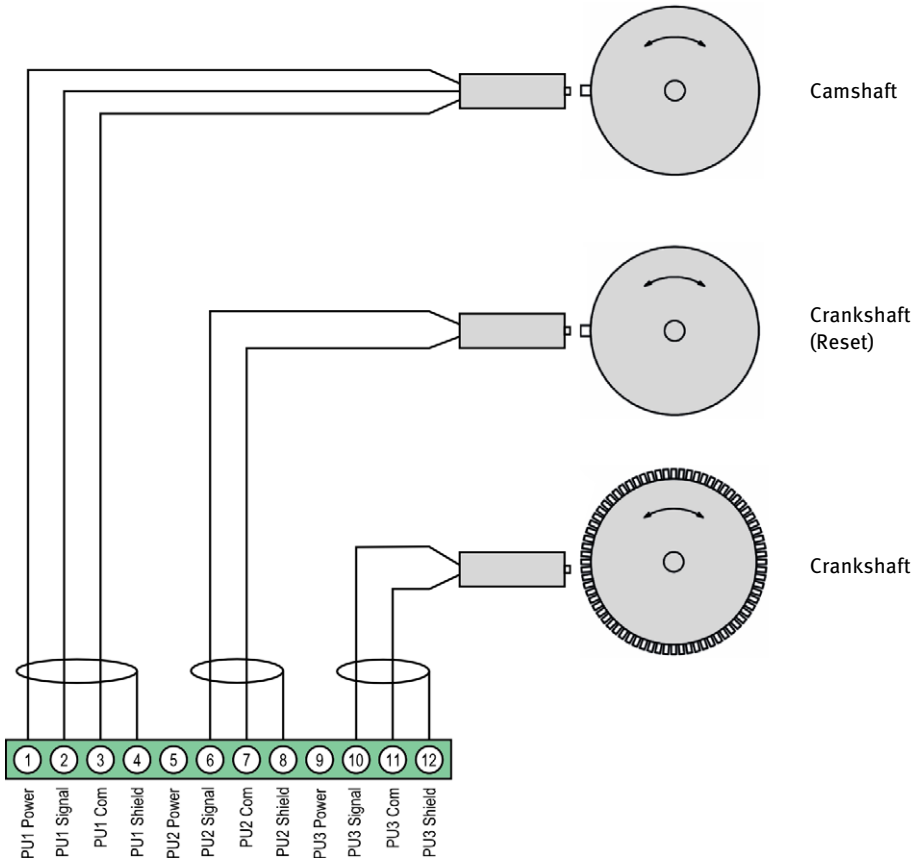 Camshaft
Crankshaft
(Reset)
Crankshaft
1 2 3 4 5 6 7 8 9 10 11 12
PU1 Power
PU1 Signal
PU1 Com
PU1 Shield
PU2 Power
PU2 Signal
PU2 Com
PU2 Shield
PU3 Power
PU3 Signal
PU3 Com
PU3 Shield